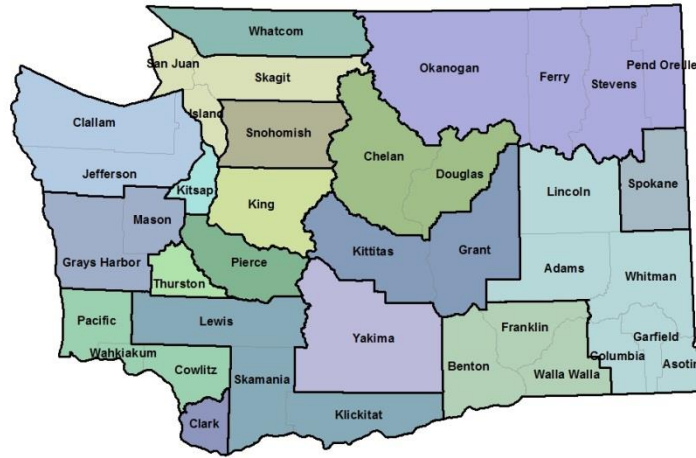 Whatcom
San Juan
Skagit
Okanogan
Ferry
Stevens
Pend Oreille
Island
Clallam
Snohomish
Chelan
Douglas
Jefferson
Kitsap
King
Lincoln
Spokane
Mason
Kittitas
Grant
Grays Harbor
Pierce
Adams
Whitman
Thurston
Pacific
Lewis
Yakima
Franklin
Garfield
Wahkiakum
Columbia
Asotin
Cowlitz
Skamania
Benton
Walla Walla
Clark
Klickitat